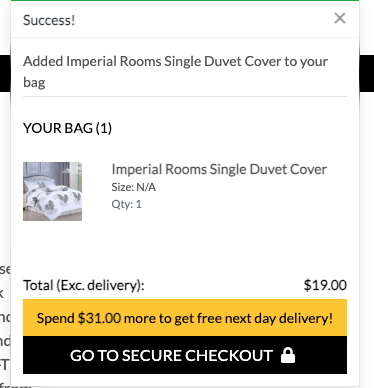 Success!
×
Added Imperial Rooms Single Duvet Cover to your
bag
YOUR BAG (1)
Imperial Rooms Single Duvet Cover
Size: N/A
Qty: 1
Total (Exc. delivery): $19.00
Spend $31.00 more to get free next day delivery!
GO TO SECURE CHECKOUT